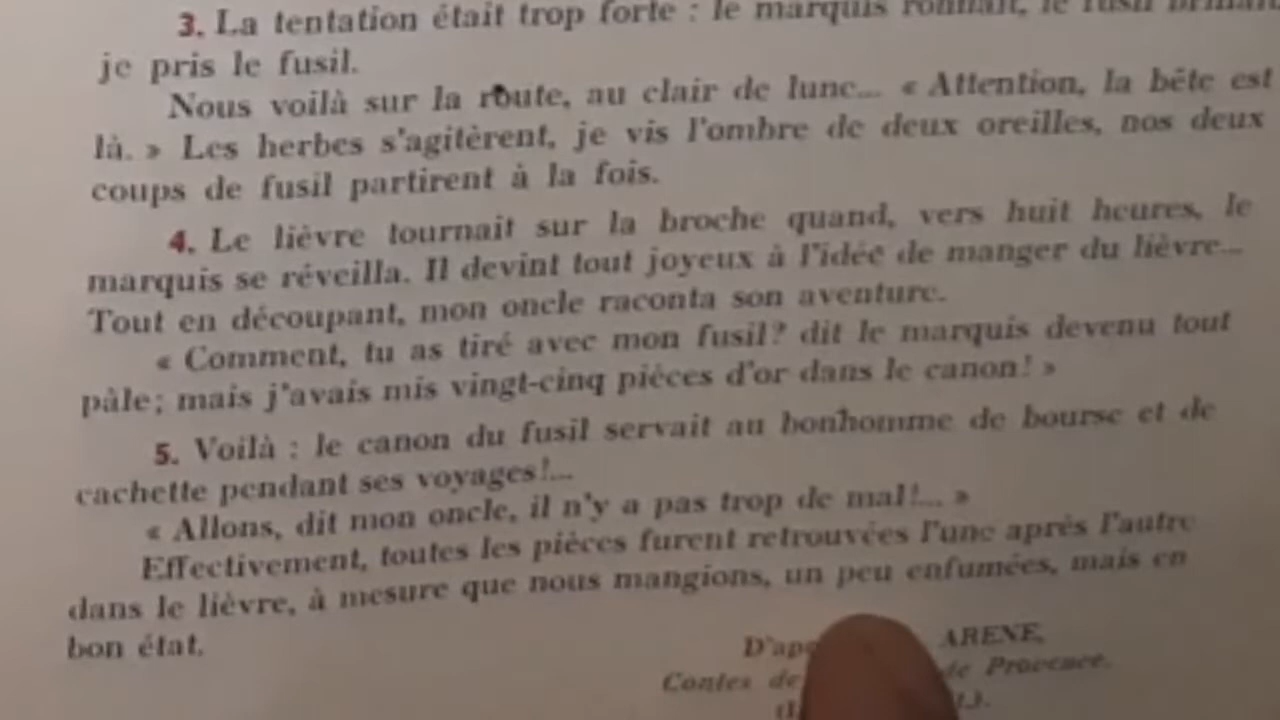 3. La tentation était trop forte : le marquis ronflait, le fusil brillait
je pris le fusil.
Nous voilà sur la route, au clair de lune... « Attention, la bête est
là. » Les herbes s'agitèrent, je vis l'ombre de deux oreilles, nos deux
coups de fusil partirent à la fois.
4. Le lièvre tournait sur la broche quand, vers huit heures, le
marquis se réveilla. Il devint tout joyeux à l'idée de manger du lièvre...
Tout en découpant, mon oncle raconta son aventure.
« Comment, tu as tiré avec mon fusil? dit le marquis devenu tout
pâle; mais j'avais mis vingt-cinq pièces d'or dans le canon! »
5. Voilà : le canon du fusil servait au bonhomme de bourse et de
cachette pendant ses voyages!...
« Allons, dit mon oncle, il n'y a pas trop de mal!... »
Effectivement, toutes les pièces furent retrouvées l'une après l'autre
dans le lièvre, à mesure que nous mangions, un peu enfumées, mais en
bon état.
ARENE,
Contes de de Provence.